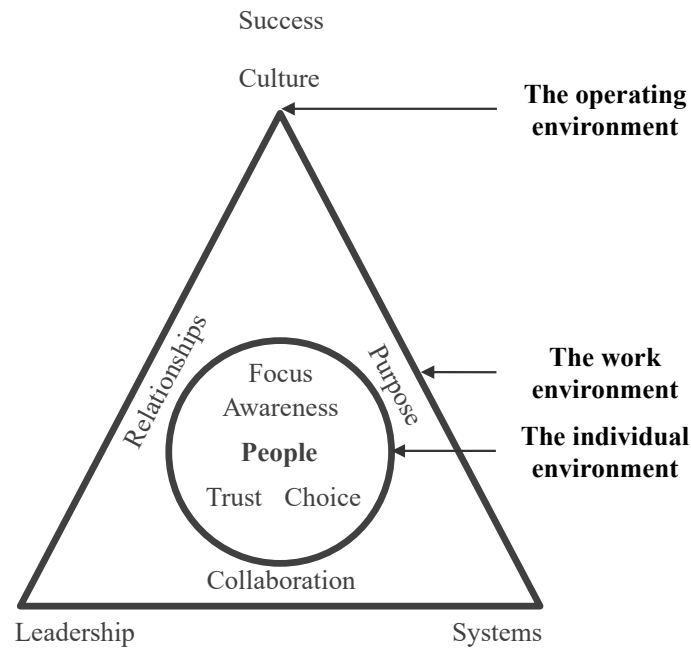 Success
Culture
The operating
environment
Relationships
Purpose
The work
environment
Focus
Awareness
People
The individual
environment
Trust Choice
Collaboration
Leadership
Systems